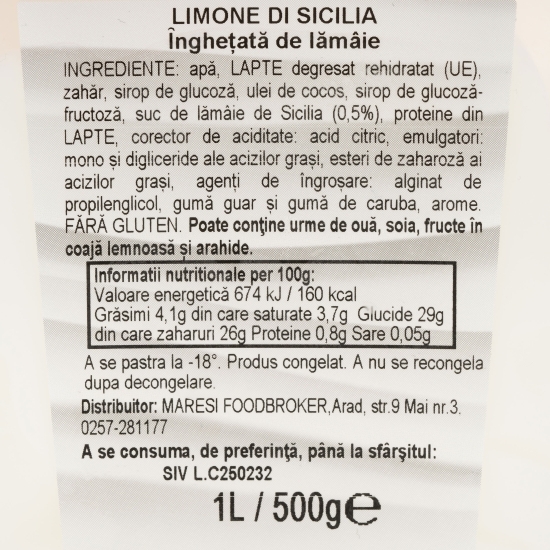 LIMONE DI SICILIA
Înghețată de lămâie
INGREDIENTE: apă, LAPTE degresat rehidratat (UE),
zahăr, sirop de glucoză, ulei de cocos, sirop de glucoză-
fructoză, suc de lămâie de Sicilia (0,5%), proteine din
LAPTE, corector de aciditate: acid citric, emulgatori:
mono și digliceride ale acizilor grași, esteri de zaharoză ai
acizilor grași, agenți de îngroșare: alginat de
propilenglicol, gumă guar și gumă de caruba, arome.
FĂRĂ GLUTEN. Poate conţine urme de ouă, soia, fructe în
coajă lemnoasă și arahide.
Informatii nutritionale per 100g:
Valoare energetică 674 kJ / 160 kcal
Grăsimi 4,1g din care saturate 3,7g Glucide 29g
din care zaharuri 26g Proteine 0,8g Sare 0,05g
A se pastra la -18°. Produs congelat. A nu se recongela
dupa decongelare.
Distribuitor: MARESI FOODBROKER,Arad, str.9 Mai nr.3.
0257-281177
A se consuma, de preferinţă, până la sfârşitul:
SIV L.C250232
1L / 500g℮